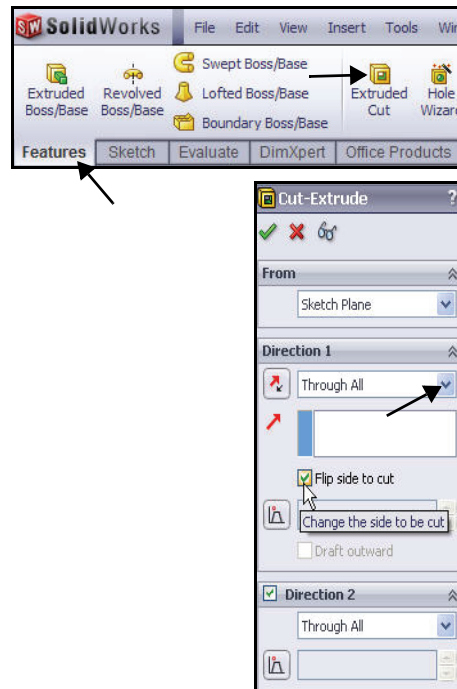 SW SolidWorks File Edit View Insert Tools
Swept Boss/Base
Extruded Boss/Base
Revolved Boss/Base
Lofted Boss/Base
Boundary Boss/Base
Extruded Cut
Hole
Features Sketch Evaluate DimXpert Office Products
Cut-Extrude ?
From
Sketch Plane
Direction 1
Through All
Flip side to cut
Change the side to be cut
Draft outward
Direction 2
Through All